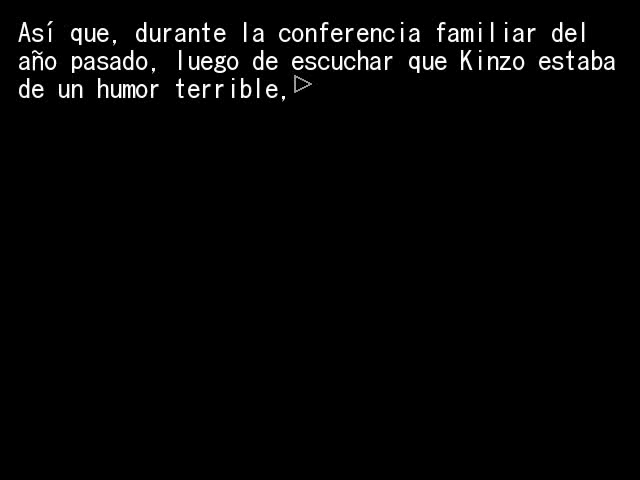 Así que, durante la conferencia familiar del
año pasado, luego de escuchar que Kinzo estaba
de un humor terrible,